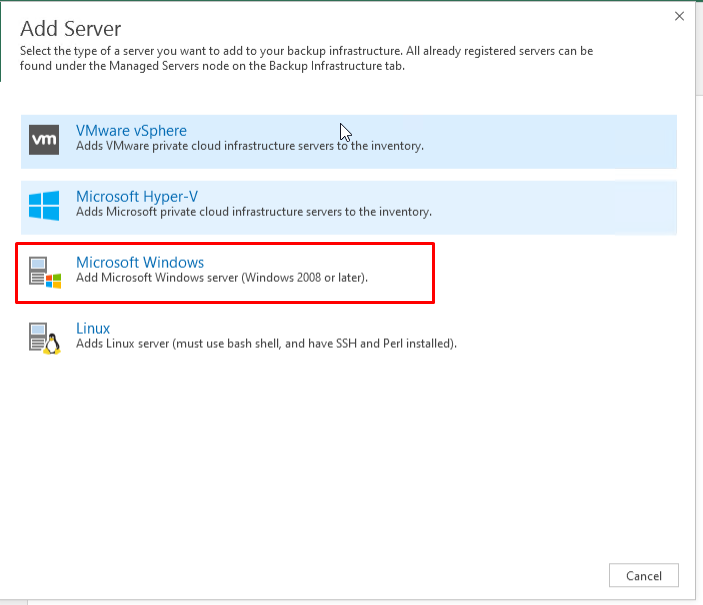 Add Server
Select the type of a server you want to add to your backup infrastructure. All already registered servers can be
found under the Managed Servers node on the Backup Infrastructure tab.
vm
VMware vSphere
Adds VMware private cloud infrastructure servers to the inventory.
Microsoft Hyper-V
Adds Microsoft private cloud infrastructure servers to the inventory.
Microsoft Windows
Add Microsoft Windows server (Windows 2008 or later).
Linux
Adds Linux server (must use bash shell, and have SSH and Perl installed).
Cancel